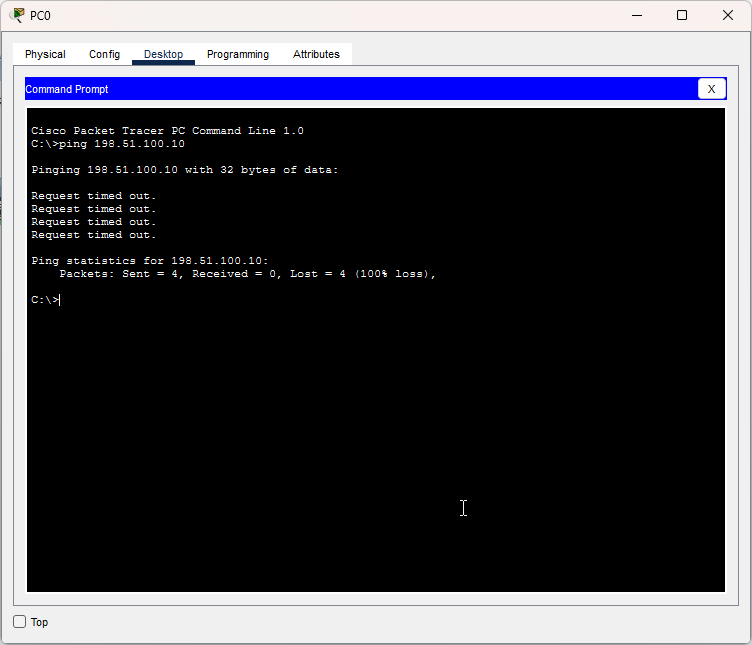 PC0
Physical Config Desktop Programming Attributes
Command Prompt X
Cisco Packet Tracer PC Command Line 1.0
C:\>ping 198.51.100.10
Pinging 198.51.100.10 with 32 bytes of data:
Request timed out.
Request timed out.
Request timed out.
Request timed out.
Ping statistics for 198.51.100.10:
Packets: Sent = 4, Received = 0, Lost = 4 (100% loss),
C:\>
Top